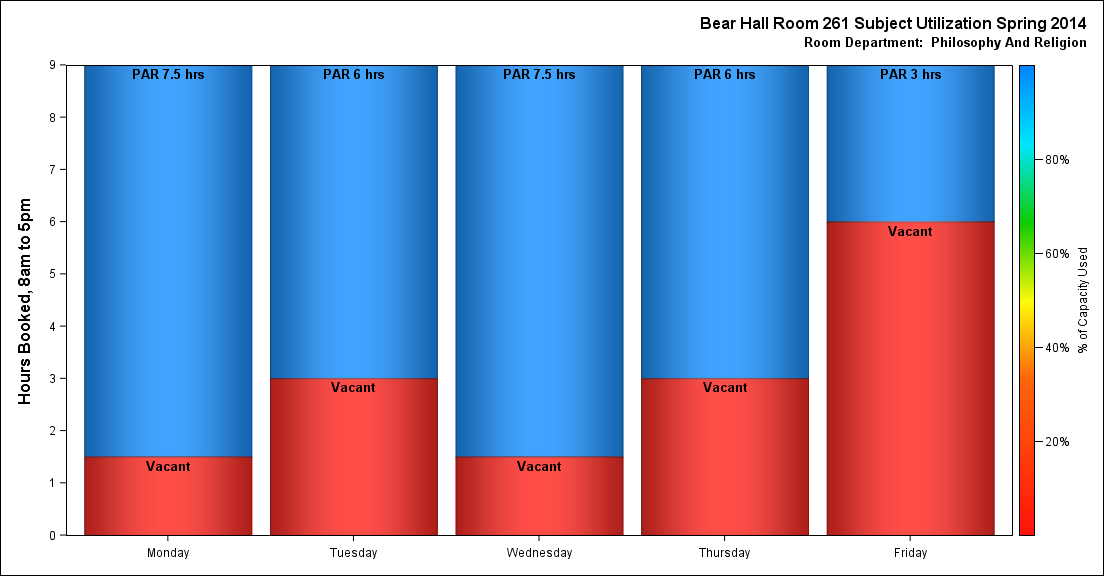 Bear Hall Room 261 Subject Utilization Spring 2014
Room Department:  Philosophy And Religion
Hours Booked, 8am to 5pm
9
8
7
6
5
4
3
2
1
0
PAR 7.5 hrs
Vacant
PAR 6 hrs
Vacant
PAR 7.5 hrs
Vacant
PAR 6 hrs
Vacant
PAR 3 hrs
Vacant
Monday
Tuesday
Wednesday
Thursday
Friday
80%
60%
40%
20%
% of Capacity Used